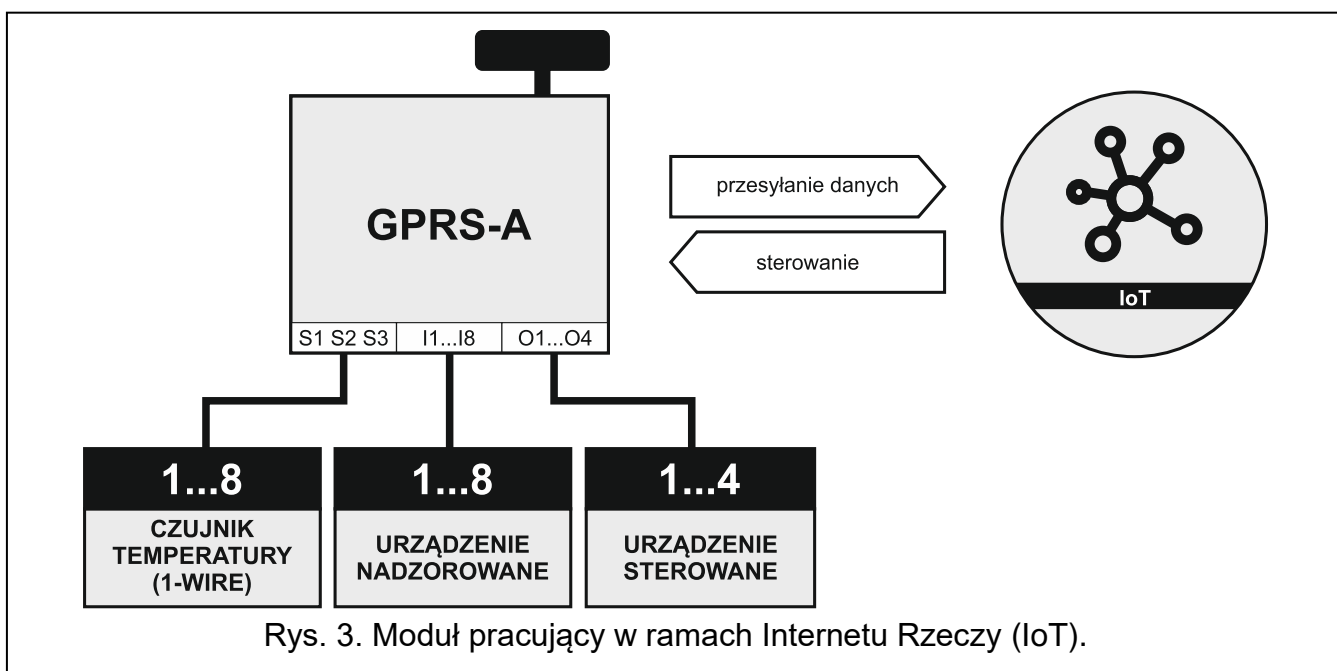 GPRS-A
S1 S2 S3 I1...I8 O1...O4
przesyłanie danych
sterowanie
IoT
1...8
CZUJNIK
TEMPERATURY
(1-WIRE)
1...8
URZĄDZENIE
NADZOROWANE
1...4
URZĄDZENIE
STEROWANE
Rys. 3. Moduł pracujący w ramach Internetu Rzeczy (IoT).